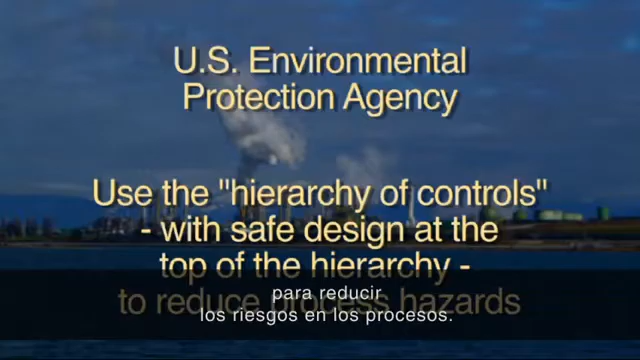 U.S. Environmental
Protection Agency
Use the "hierarchy of controls"
- with safe design at the
top of the hierarchy -
to reduce process hazards
para reducir
los riesgos en los procesos.